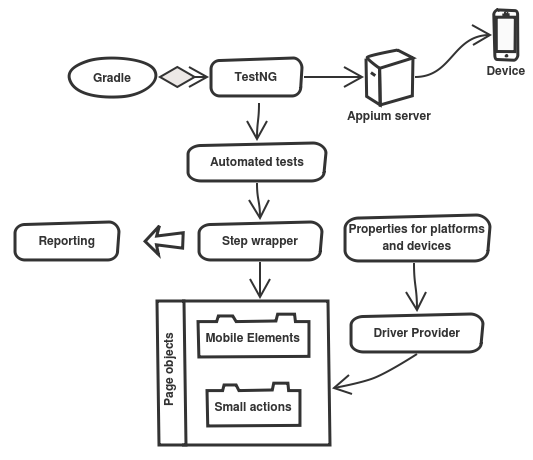 Gradle
TestNG
Device
Appium server
Automated tests
Reporting
Step wrapper
Properties for platforms
and devices
Page objects
Mobile Elements
Driver Provider
Small actions